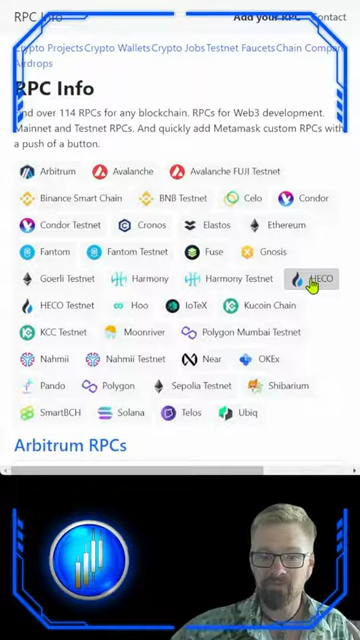 RPC Info
Add your RPC
Contact
Crypto Projects Crypto Wallets Crypto Jobs Testnet Faucets Chain Compar
Airdrops
RPC Info
Find over 114 RPCs for any blockchain. RPCs for Web3 development.
Mainnet and Testnet RPCs. And quickly add Metamask custom RPCs with
a push of a button.
Arbitrum Avalanche Avalanche FUJI Testnet
Binance Smart Chain BNB Testnet Celo Condor
Condor Testnet Cronos Elastos Ethereum
Fantom Fantom Testnet Fuse Gnosis
Goerli Testnet Harmony Harmony Testnet HECO
HECO Testnet Hoo IoTeX Kucoin Chain
KCC Testnet Moonriver Polygon Mumbai Testnet
Nahmii Nahmii Testnet Near OKEx
Pando Polygon Sepolia Testnet Shibarium
SmartBCH Solana Telos Ubiq
Arbitrum RPCs